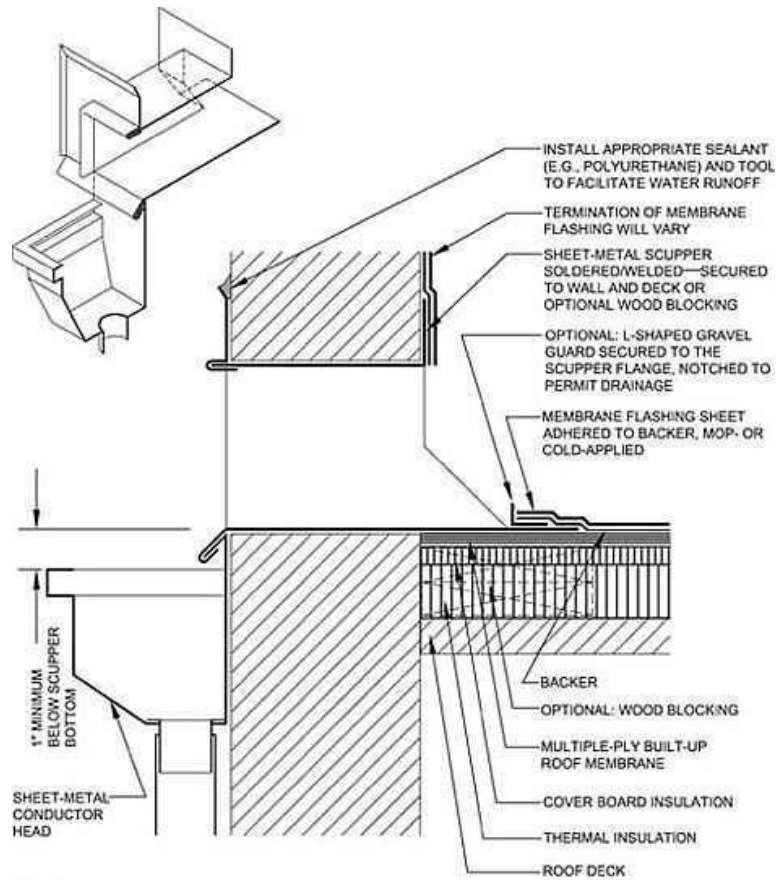 INSTALL APPROPRIATE SEALANT
(E.G., POLYURETHANE) AND TOOL
TO FACILITATE WATER RUNOFF
TERMINATION OF MEMBRANE
FLASHING WILL VARY
SHEET-METAL SCUPPER
SOLDERED/WELDED—SECURED
TO WALL AND DECK OR
OPTIONAL WOOD BLOCKING
OPTIONAL: L-SHAPED GRAVEL
GUARD SECURED TO THE
SCUPPER FLANGE, NOTCHED TO
PERMIT DRAINAGE
MEMBRANE FLASHING SHEET
ADHERED TO BACKER, MOP- OR
COLD-APPLIED
1" MINIMUM
BELOW SCUPPER
BOTTOM
BACKER
OPTIONAL: WOOD BLOCKING
MULTIPLE-PLY BUILT-UP
ROOF MEMBRANE
COVER BOARD INSULATION
THERMAL INSULATION
ROOF DECK
SHEET-METAL
CONDUCTOR
HEAD